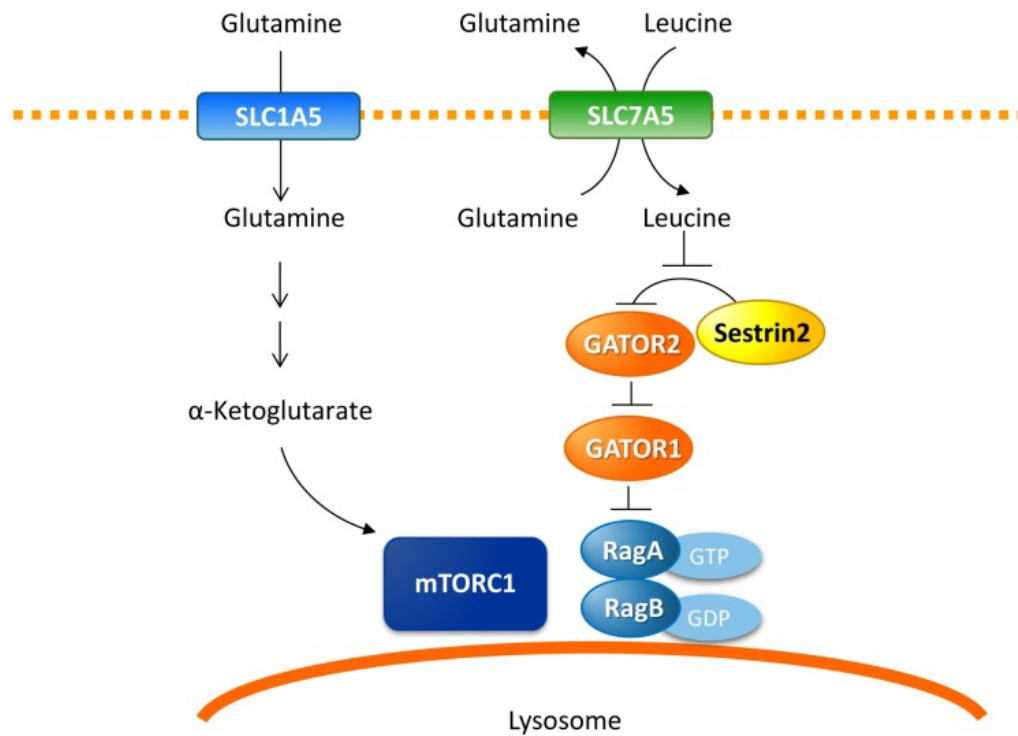 Glutamine
Glutamine
Leucine
SLC1A5
SLC7A5
Glutamine
Glutamine
Leucine
GATOR2
Sestrin2
α-Ketoglutarate
GATOR1
RagA
GTP
mTORC1
RagB
GDP
Lysosome